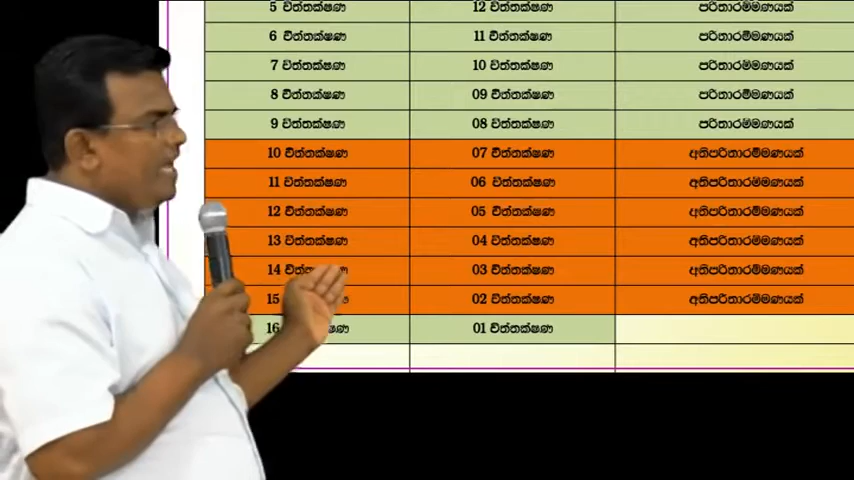 5 චිත්තක්ෂණ 12 චිත්තක්ෂණ පරිතාරම්මණයක්
6 චිත්තක්ෂණ 11 චිත්තක්ෂණ පරිතාරම්මණයක්
7 චිත්තක්ෂණ 10 චිත්තක්ෂණ පරිතාරම්මණයක්
8 චිත්තක්ෂණ 09 චිත්තක්ෂණ පරිතාරම්මණයක්
9 චිත්තක්ෂණ 08 චිත්තක්ෂණ පරිතාරම්මණයක්
10 චිත්තක්ෂණ 07 චිත්තක්ෂණ අතිපරිතාරම්මණයක්
11 චිත්තක්ෂණ 06 චිත්තක්ෂණ අතිපරිතාරම්මණයක්
12 චිත්තක්ෂණ 05 චිත්තක්ෂණ අතිපරිතාරම්මණයක්
13 චිත්තක්ෂණ 04 චිත්තක්ෂණ අතිපරිතාරම්මණයක්
14 03 චිත්තක්ෂණ අතිපරිතාරම්මණයක්
15 02 චිත්තක්ෂණ අතිපරිතාරම්මණයක්
16 01 චිත්තක්ෂණ